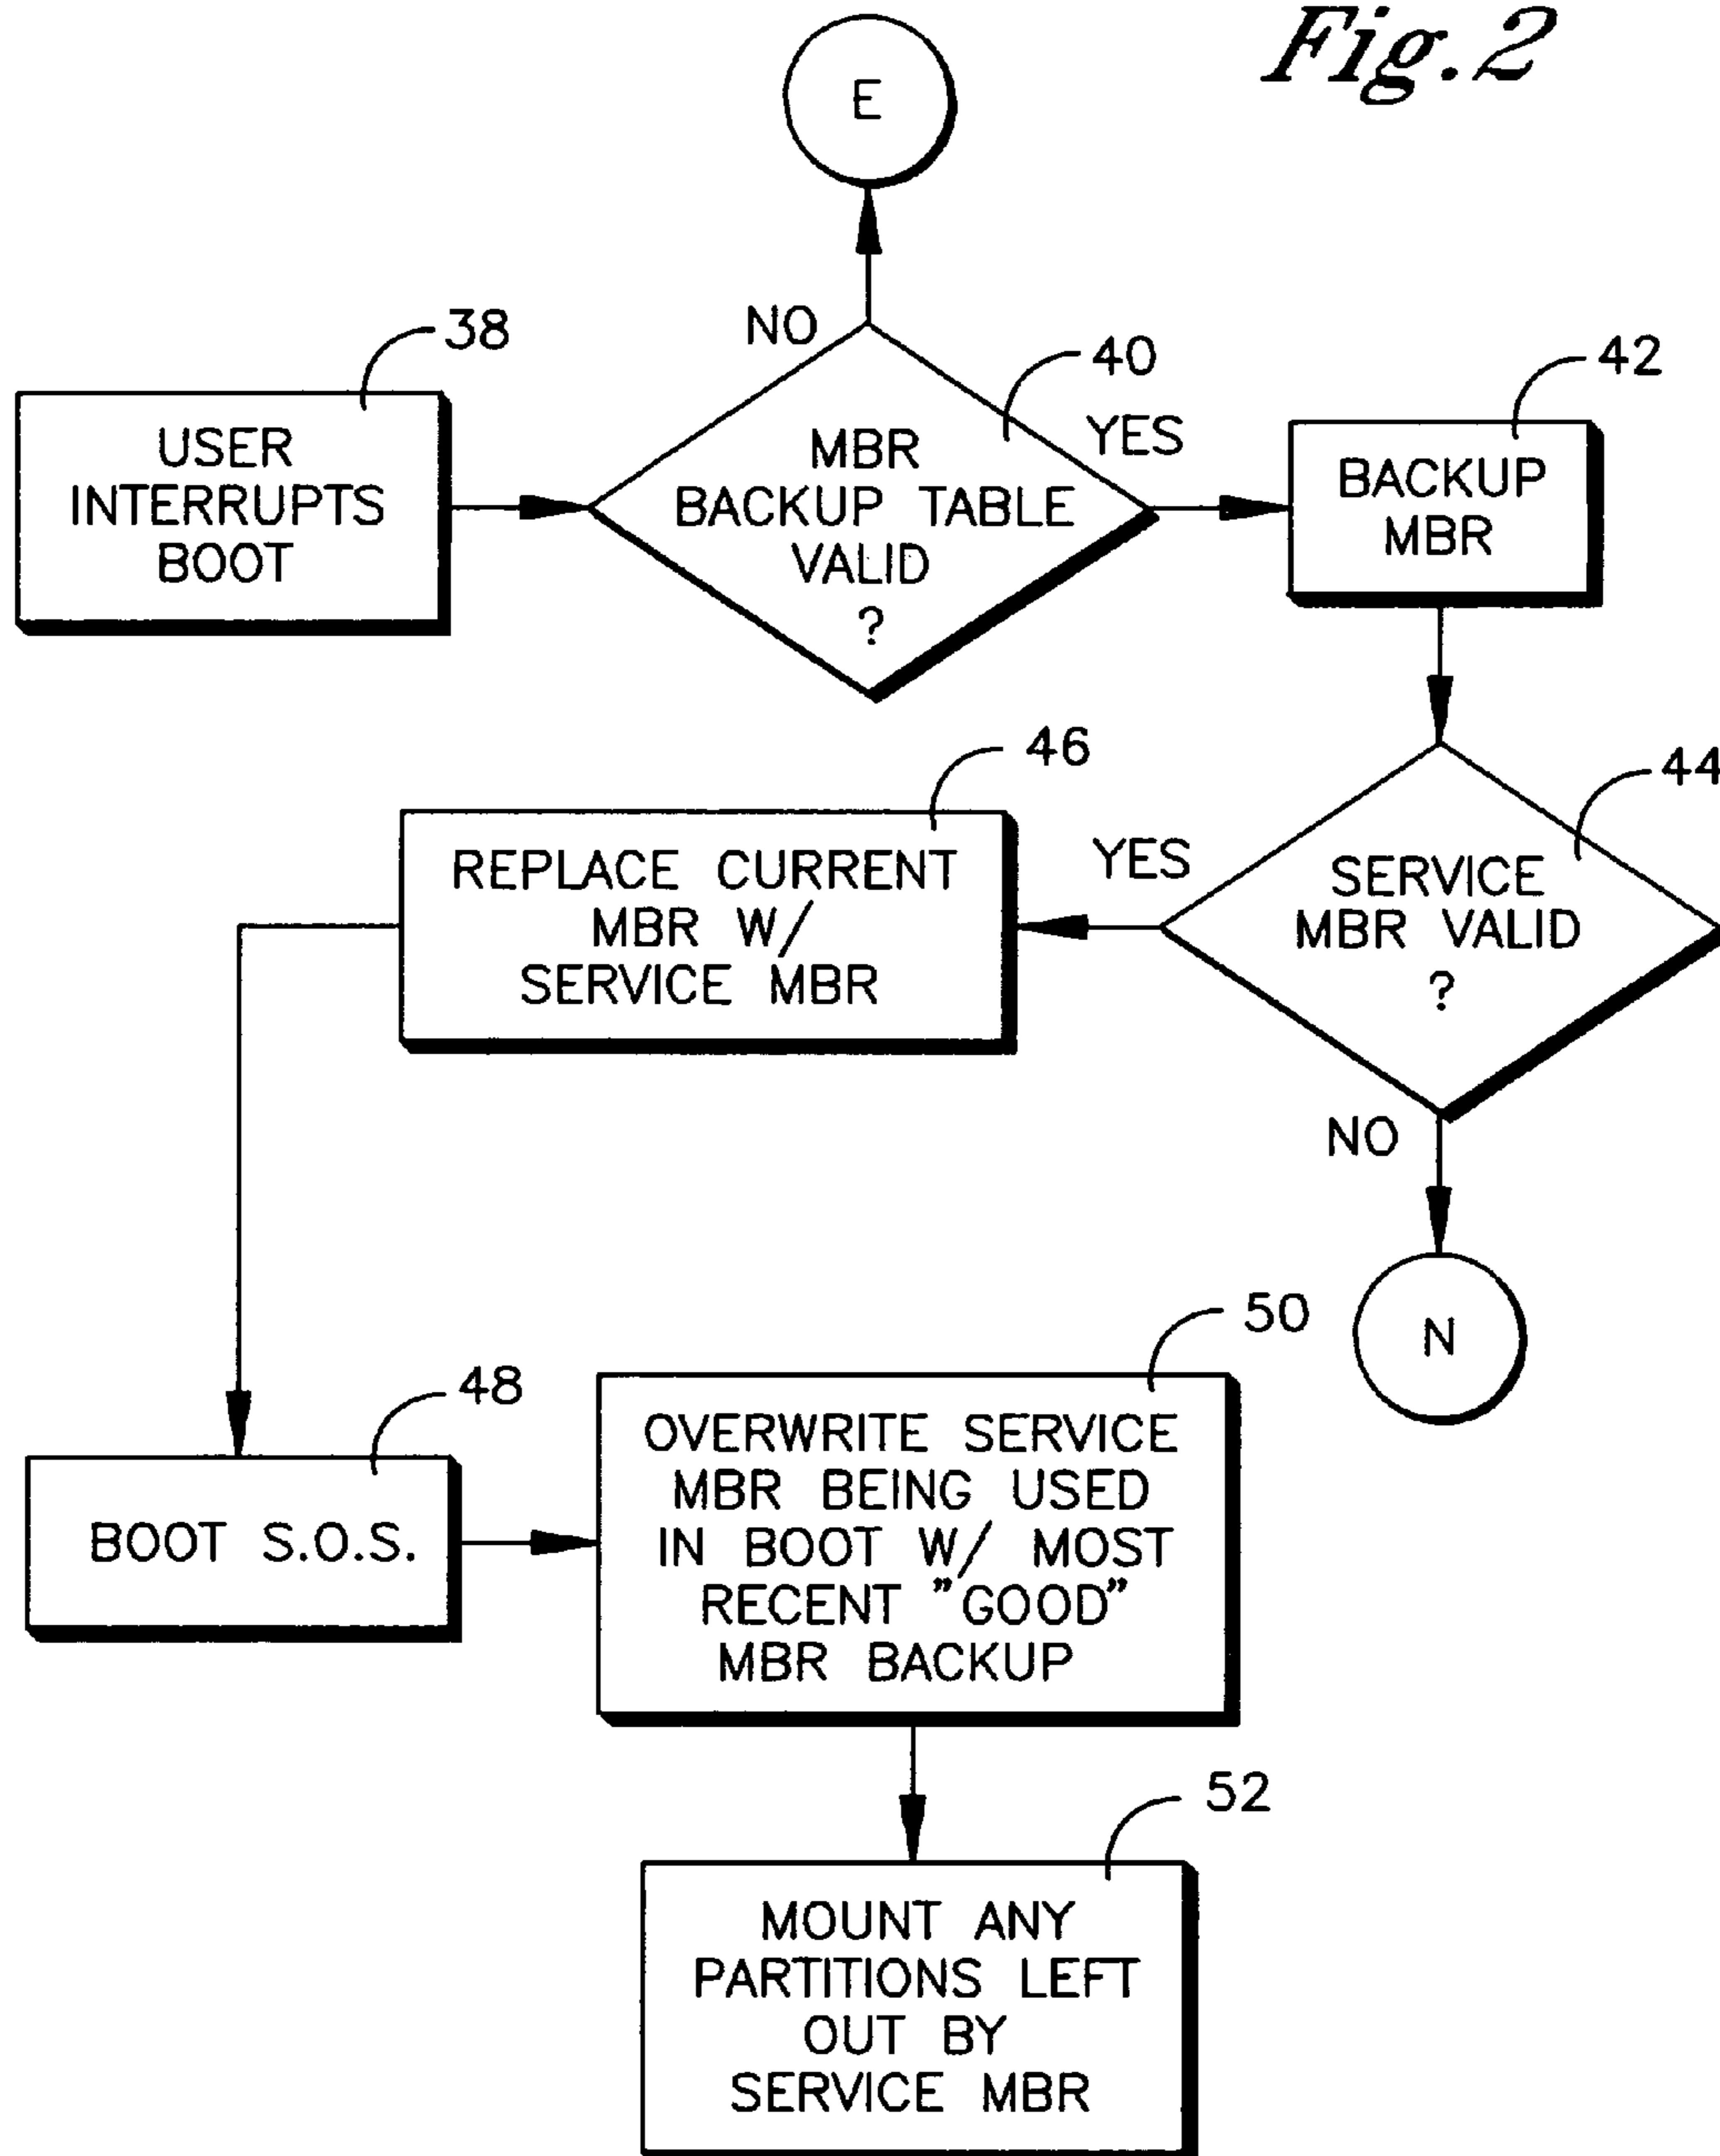 Fig. 2
E
NO
38
40
42
USER
INTERRUPTS
BOOT
MBR
BACKUP TABLE
VALID
?
YES
BACKUP
MBR
46
44
REPLACE CURRENT
MBR W/
SERVICE MBR
YES
SERVICE
MBR VALID
?
NO
N
48
50
BOOT S.O.S.
OVERWRITE SERVICE
MBR BEING USED
IN BOOT W/ MOST
RECENT "GOOD"
MBR BACKUP
52
MOUNT ANY
PARTITIONS LEFT
OUT BY
SERVICE MBR